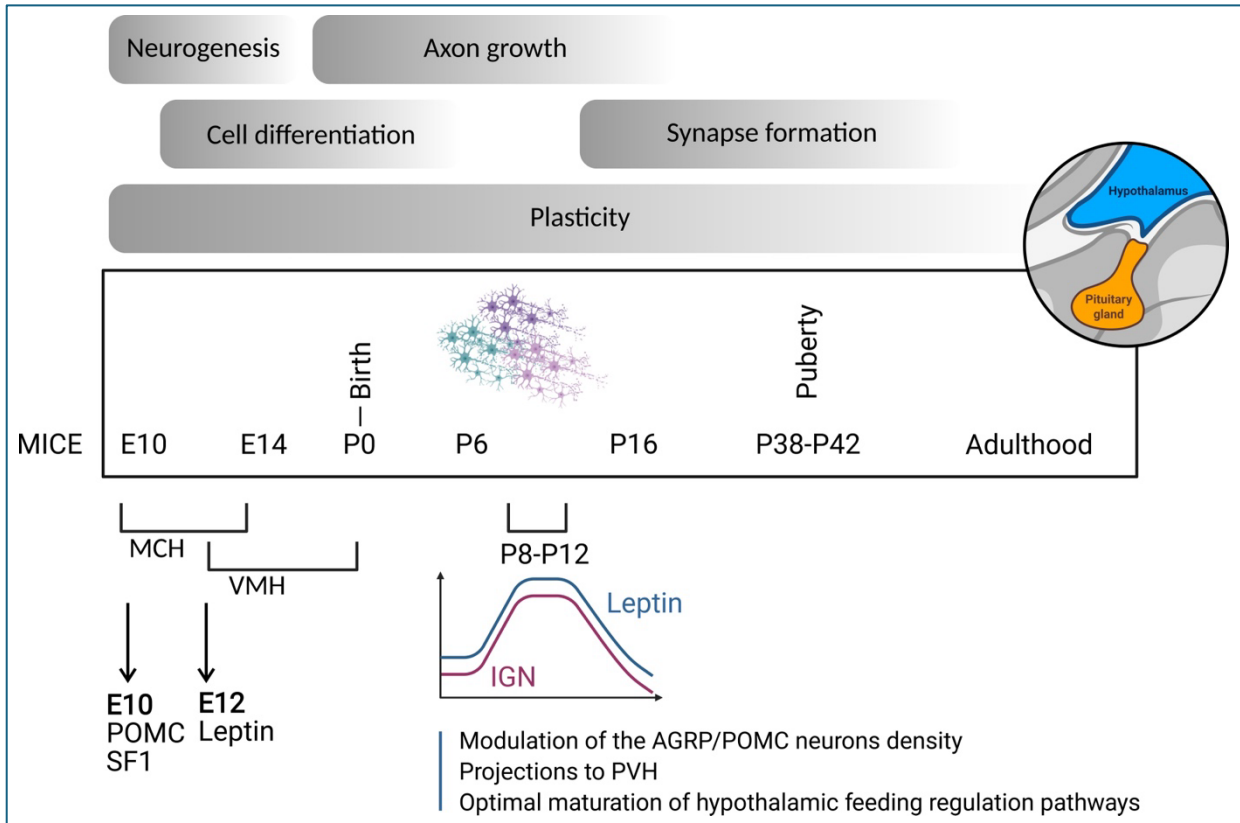 Neurogenesis
Axon growth
Cell differentiation
Synapse formation
Plasticity
Hypothalamus
Pituitary
gland
Birth
Puberty
MICE E10 E14 P0 P6 P16 P38-P42 Adulthood
MCH
VMH
P8-P12
Leptin
IGN
E10
POMC
SF1
E12
Leptin
Modulation of the AGRP/POMC neurons density
Projections to PVH
Optimal maturation of hypothalamic feeding regulation pathways